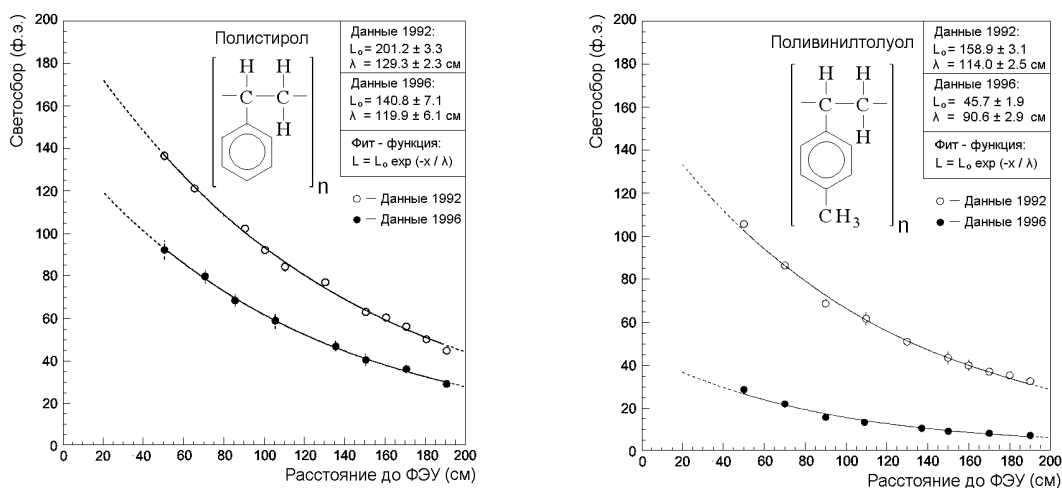 Светосбор (ф.э.)
200
180
160
140
120
100
80
60
40
20
0
0 20 40 60 80 100 120 140 160 180 200
Расстояние до ФЭУ (см)
Полистирол
H H
C C
H
n
Данные 1992:
Lo = 201.2 ± 3.3
λ = 129.3 ± 2.3 см
Данные 1996:
Lo = 140.8 ± 7.1
λ = 119.9 ± 6.1 см
Фит - функция:
L = Lo exp (-x / λ)
— Данные 1992
— Данные 1996
Светосбор (ф.э.)
200
180
160
140
120
100
80
60
40
20
0
0 20 40 60 80 100 120 140 160 180 200
Расстояние до ФЭУ (см)
Поливинилтолуол
H H
C C
H
CH3
n
Данные 1992:
Lo = 158.9 ± 3.1
λ = 114.0 ± 2.5 см
Данные 1996:
Lo = 45.7 ± 1.9
λ = 90.6 ± 2.9 см
Фит - функция:
L = Lo exp (-x / λ)
— Данные 1992
— Данные 1996